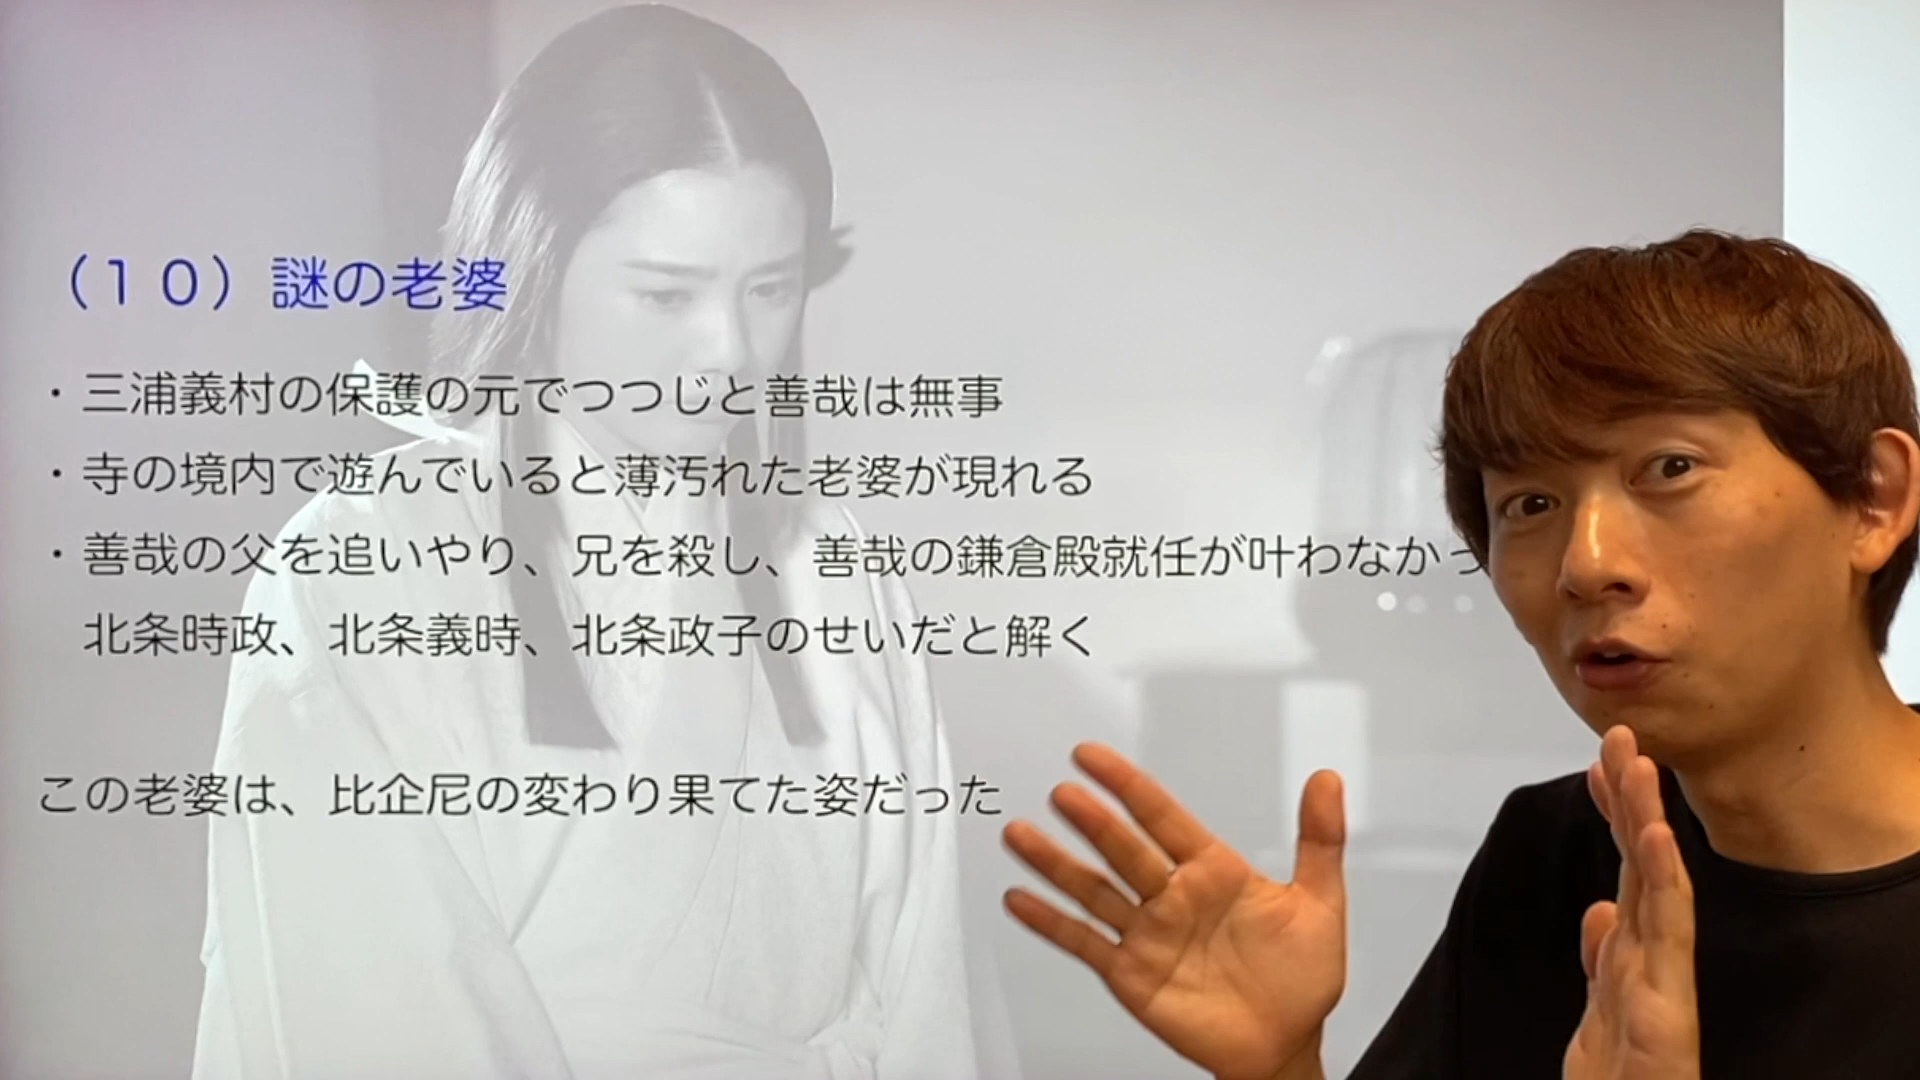 （１０）謎の老婆
・三浦義村の保護の元でつつじと善哉は無事
・寺の境内で遊んでいると薄汚れた老婆が現れる
・善哉の父を追いやり、兄を殺し、善哉の鎌倉殿就任が叶わなかっ
北条時政、北条義時、北条政子のせいだと解く
この老婆は、比企尼の変わり果てた姿だった